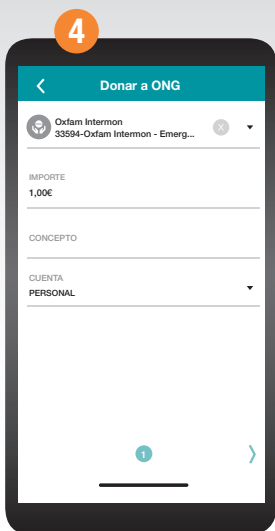 4
Donar a ONG
Oxfam Intermon
33594-Oxfam Intermon - Emerg...
X
IMPORTE
1,00€
CONCEPTO
CUENTA
PERSONAL
1